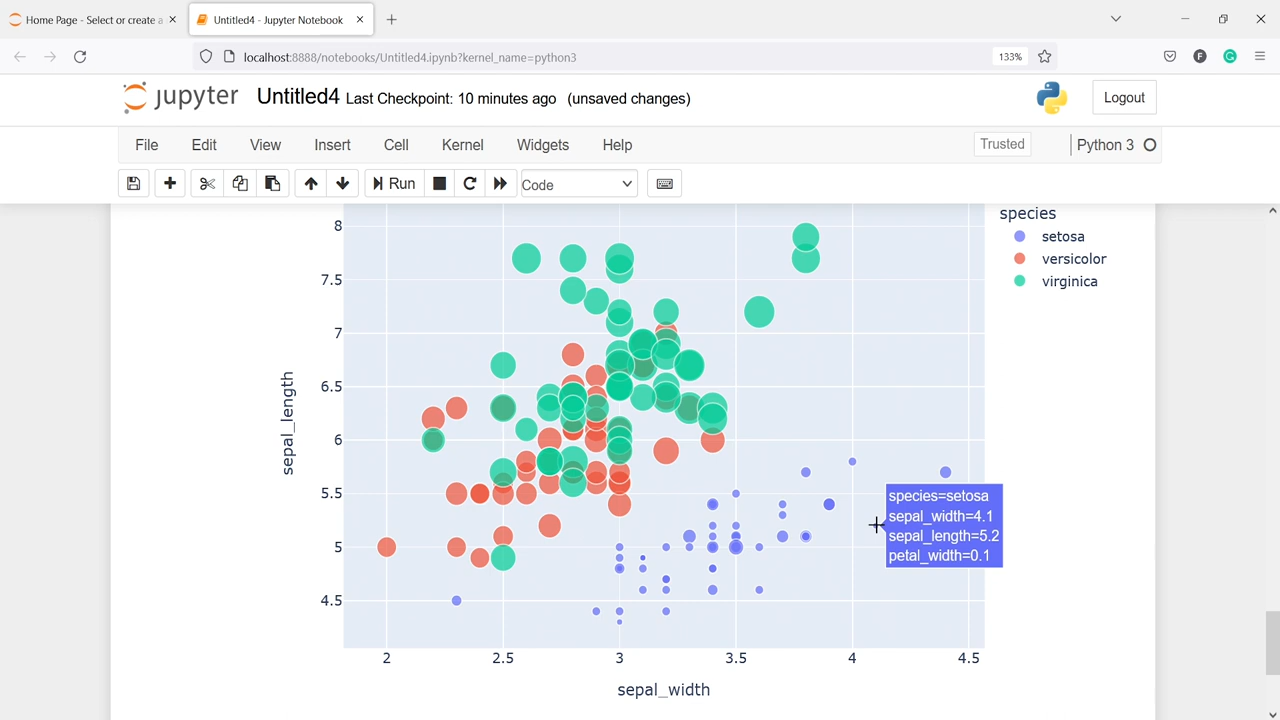 Home Page - Select or create a
Untitled4 - Jupyter Notebook
localhost:8888/notebooks/Untitled4.ipynb?kernel_name=python3
133%
F
G
jupyter Untitled4 Last Checkpoint: 10 minutes ago (unsaved changes)
Logout
File Edit View Insert Cell Kernel Widgets Help
Trusted
Python 3
Run
Code
species
setosa
versicolor
virginica
8
7.5
7
6.5
6
5.5
5
4.5
sepal_length
species=setosa
sepal_width=4.1
sepal_length=5.2
petal_width=0.1
2 2.5 3 3.5 4 4.5
sepal_width